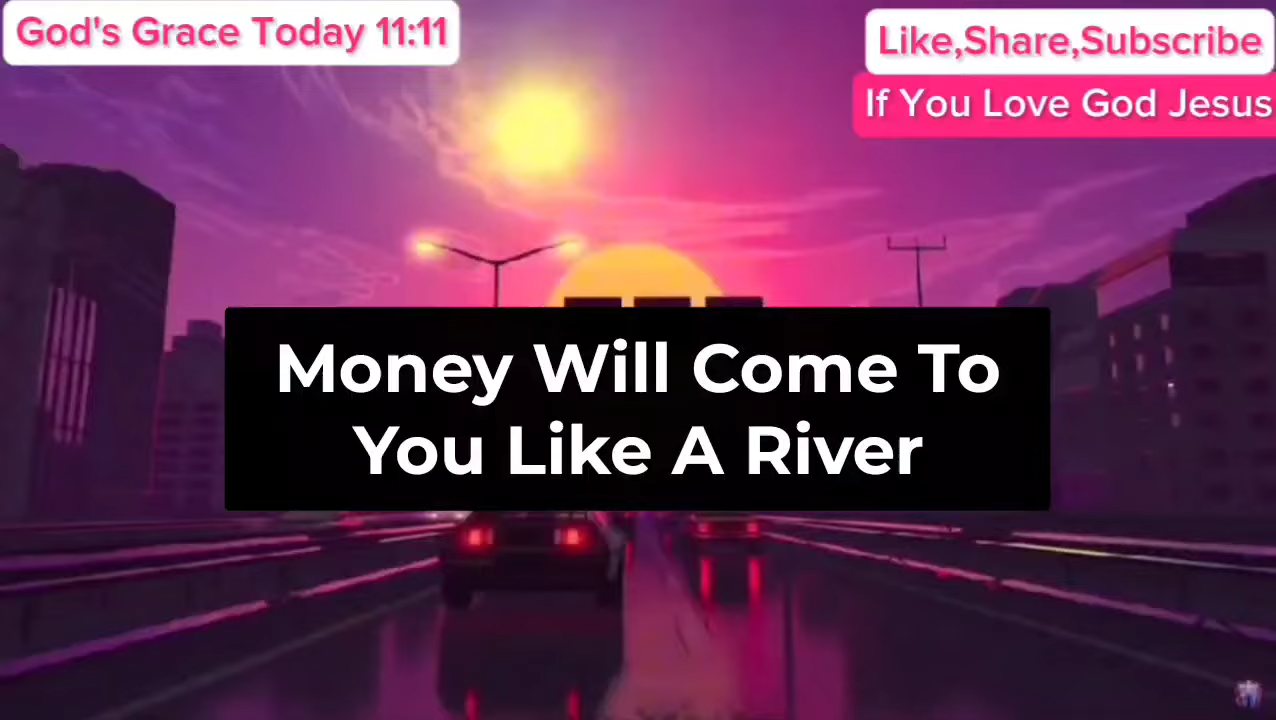 God's Grace Today 11:11
Like,Share,Subscribe
If You Love God Jesus
Money Will Come To
You Like A River